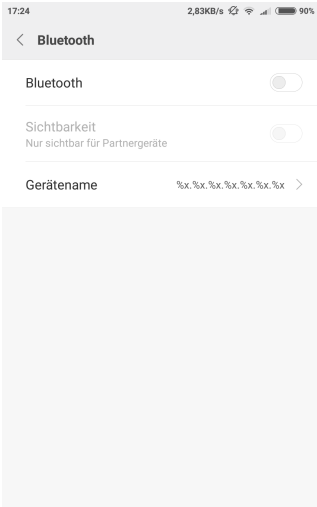 17:24 2,83KB/s 90%
Bluetooth
Bluetooth
Sichtbarkeit
Nur sichtbar für Partnergeräte
Gerätename %x.%x.%x.%x.%x.%x.%x